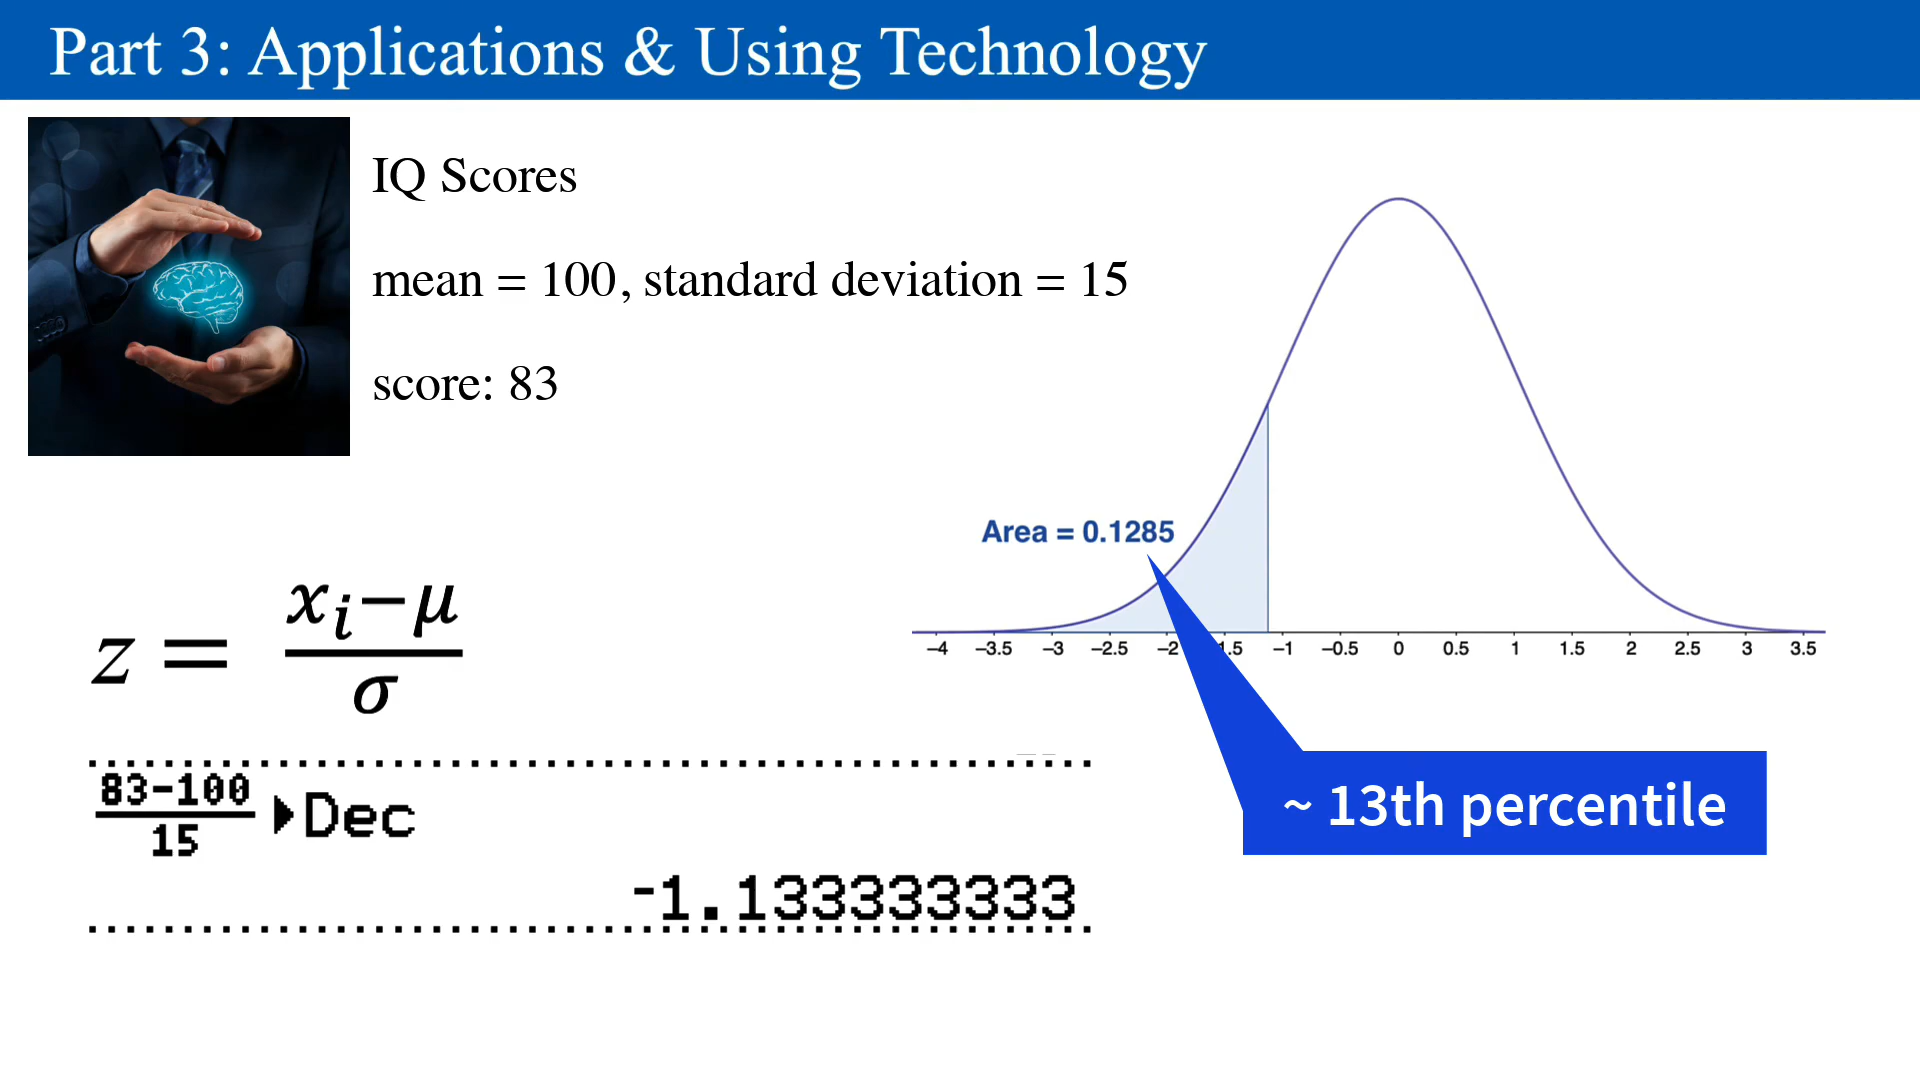 Part 3: Applications & Using Technology
IQ Scores
mean = 100, standard deviation = 15
score: 83
Area = 0.1285
z = xᵢ−μ
σ
−4 −3.5 −3 −2.5 −2 .5 −1 −0.5 0 0.5 1 1.5 2 2.5 3 3.5
~ 13th percentile
83-100
15
▸Dec
-1.133333333